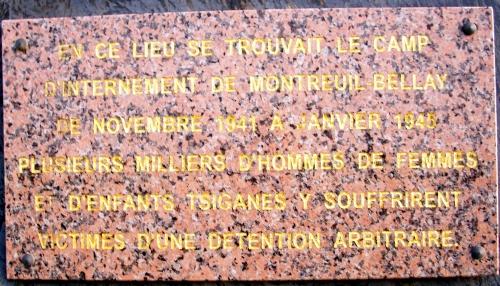 EN CE LIEU SE TROUVAIT LE CAMP
D'INTERNEMENT DE MONTREUIL-BELLAY.
DE NOVEMBRE 1941 A JANVIER 1945
PLUSIEURS MILLIERS D'HOMMES DE FEMMES
ET D'ENFANTS TSIGANES Y SOUFFRIRENT
VICTIMES D'UNE DETENTION ARBITRAIRE.